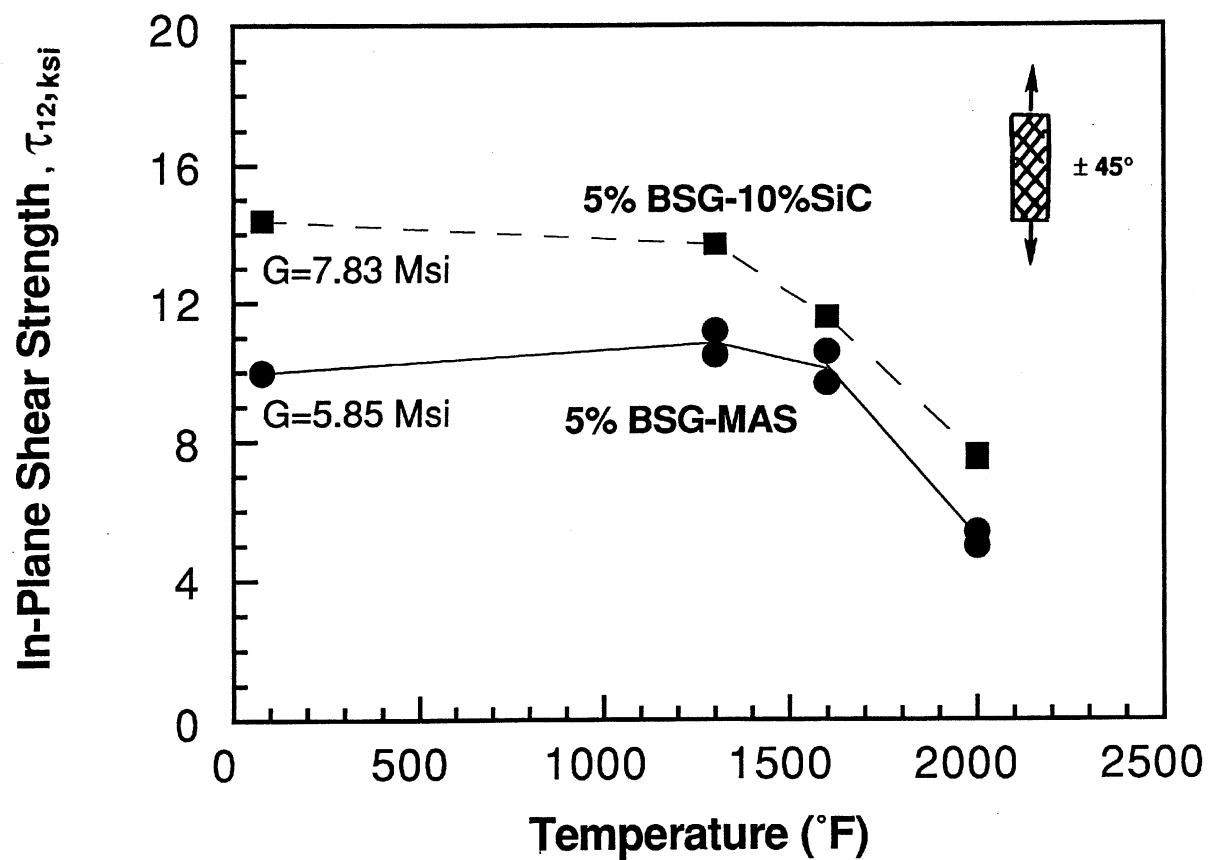 In-Plane Shear Strength, τ12,ksi
20
16
12
8
4
0
5% BSG-10%SiC
± 45°
G=7.83 Msi
G=5.85 Msi
5% BSG-MAS
0 500 1000 1500 2000 2500
Temperature (°F)